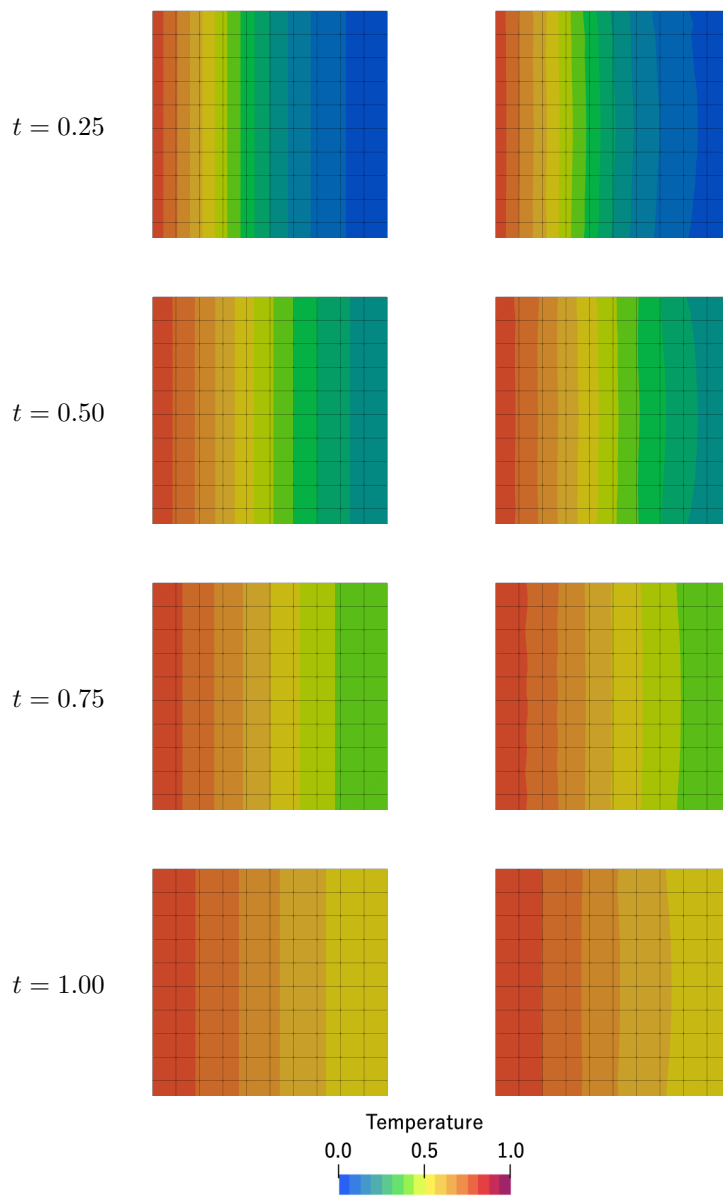 t = 0.25
t = 0.50
t = 0.75
t = 1.00
Temperature
0.0 0.5 1.0